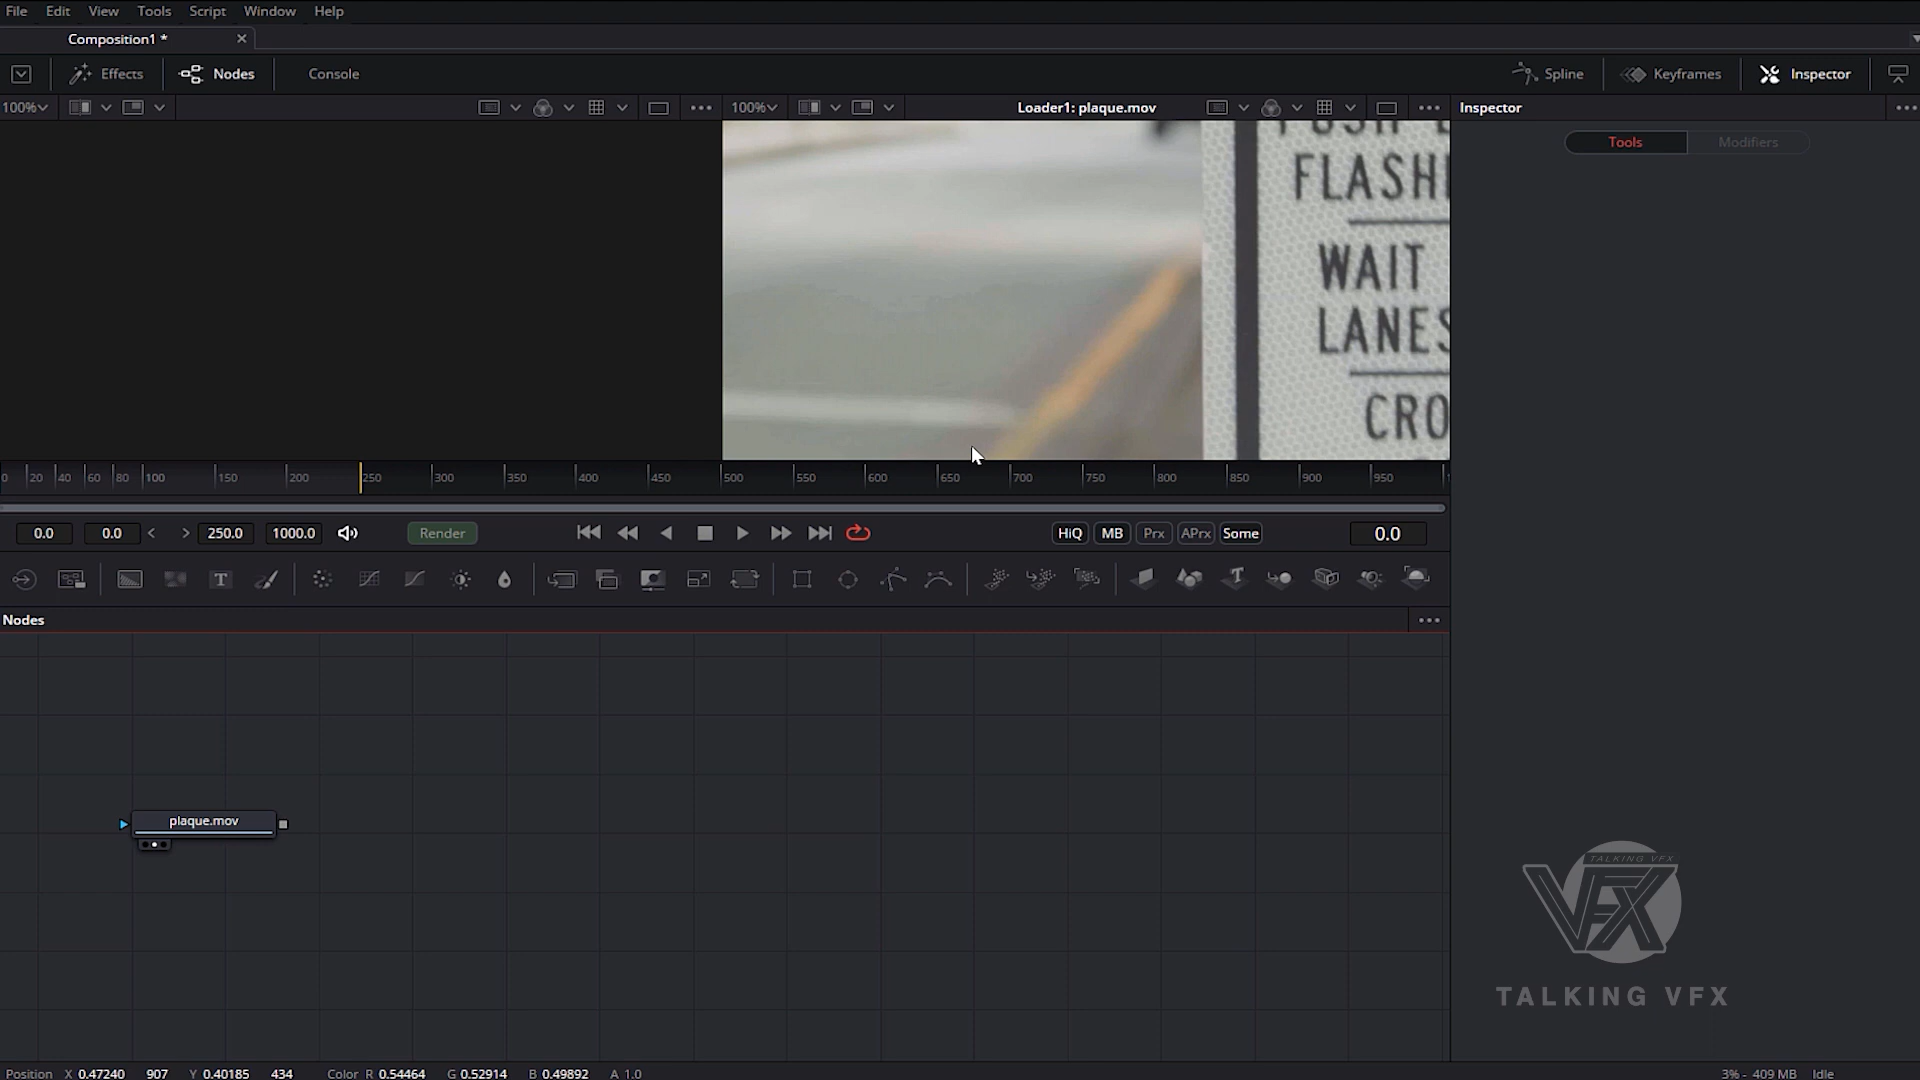 File Edit View Tools Script Window Help
Composition1 *
Effects Nodes Console Spline Keyframes Inspector
100% 100% Loader1: plaque.mov Inspector
Tools Modifiers
FLASH
WAIT
LANES
CRO
0 20 40 60 80 100 150 200 250 300 350 400 450 500 550 600 650 700 750 800 850 900 950
0.0 0.0 < > 250.0 1000.0 Render HiQ MB Prx APrx Some 0.0
T T
Nodes
plaque.mov
TALKING VFX
VFX
TALKING VFX
Position X 0.47240 907 Y 0.40185 434 Color R 0.54464 G 0.52914 B 0.49892 A 1.0 3% - 409 MB Idle